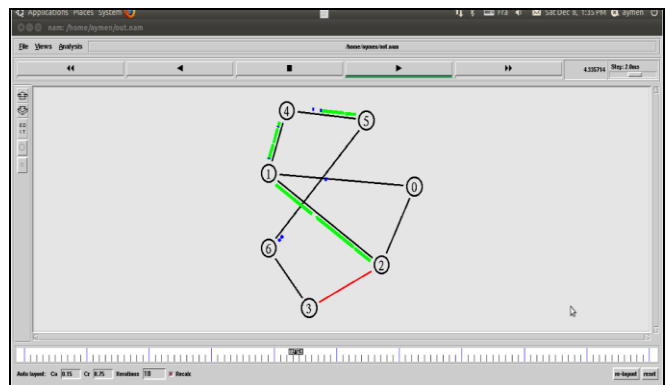 Applications Places System Fra Sat Dec 8, 1:35 PM aymen
nam: /home/aymen/out.nam
File Views Analysis /home/aymen/out.nam
4.335714 Step: 2.0ms
4
5
1
0
6
2
3
Auto layout: Ca 0.15 Cr 0.75 Iterations 10 Recalc re-layout reset